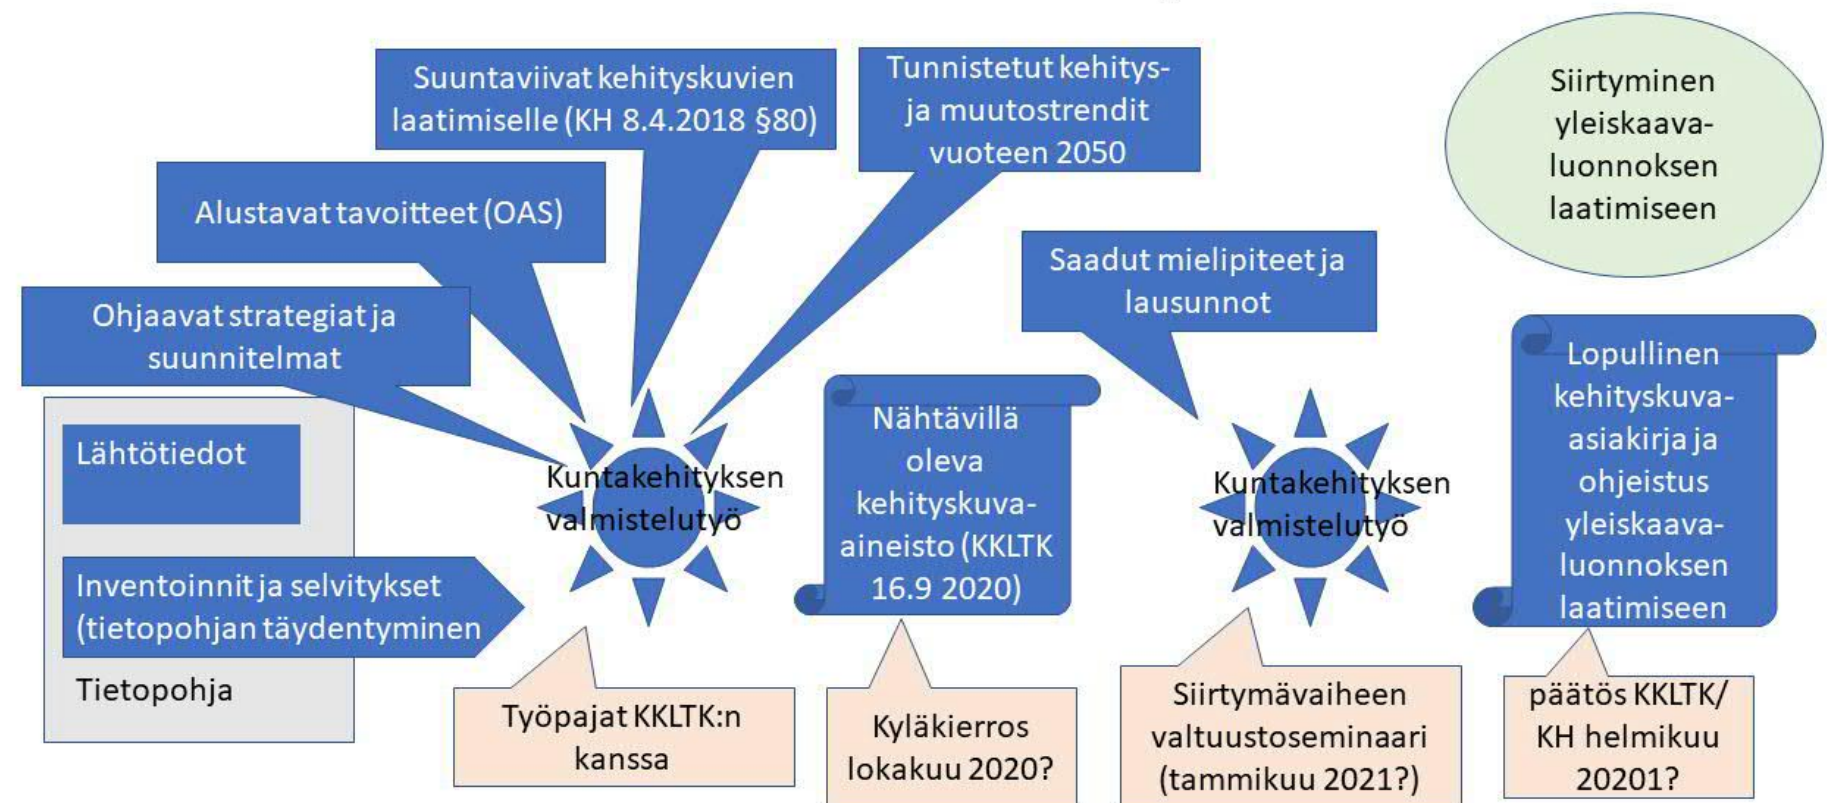 Suuntaviivat kehityskuvien
laatimiselle (KH 8.4.2018 §80)
Tunnistetut kehitys-
ja muutostrendit
vuoteen 2050
Siirtyminen
yleiskaava-
luonnoksen
laatimiseen
Alustavat tavoitteet (OAS)
Saadut mielipiteet ja
lausunnot
Ohjaavat strategiat ja
suunnitelmat
Lähtötiedot
Inventoinnit ja selvitykset
(tietopohjan täydentyminen
Tietopohja
Kuntakehityksen
valmistelutyö
Nähtävillä
oleva
kehityskuva-
aineisto (KKLTK
16.9 2020)
Kuntakehityksen
valmistelutyö
Lopullinen
kehityskuva-
asiakirja ja
ohjeistus
yleiskaava-
luonnoksen
laatimiseen
Työpajat KKLTK:n
kanssa
Kyläkierros
lokakuu 2020?
Siirtymävaiheen
valtuustoseminaari
(tammikuu 2021?)
päätös KKLTK/
KH helmikuu
20201?